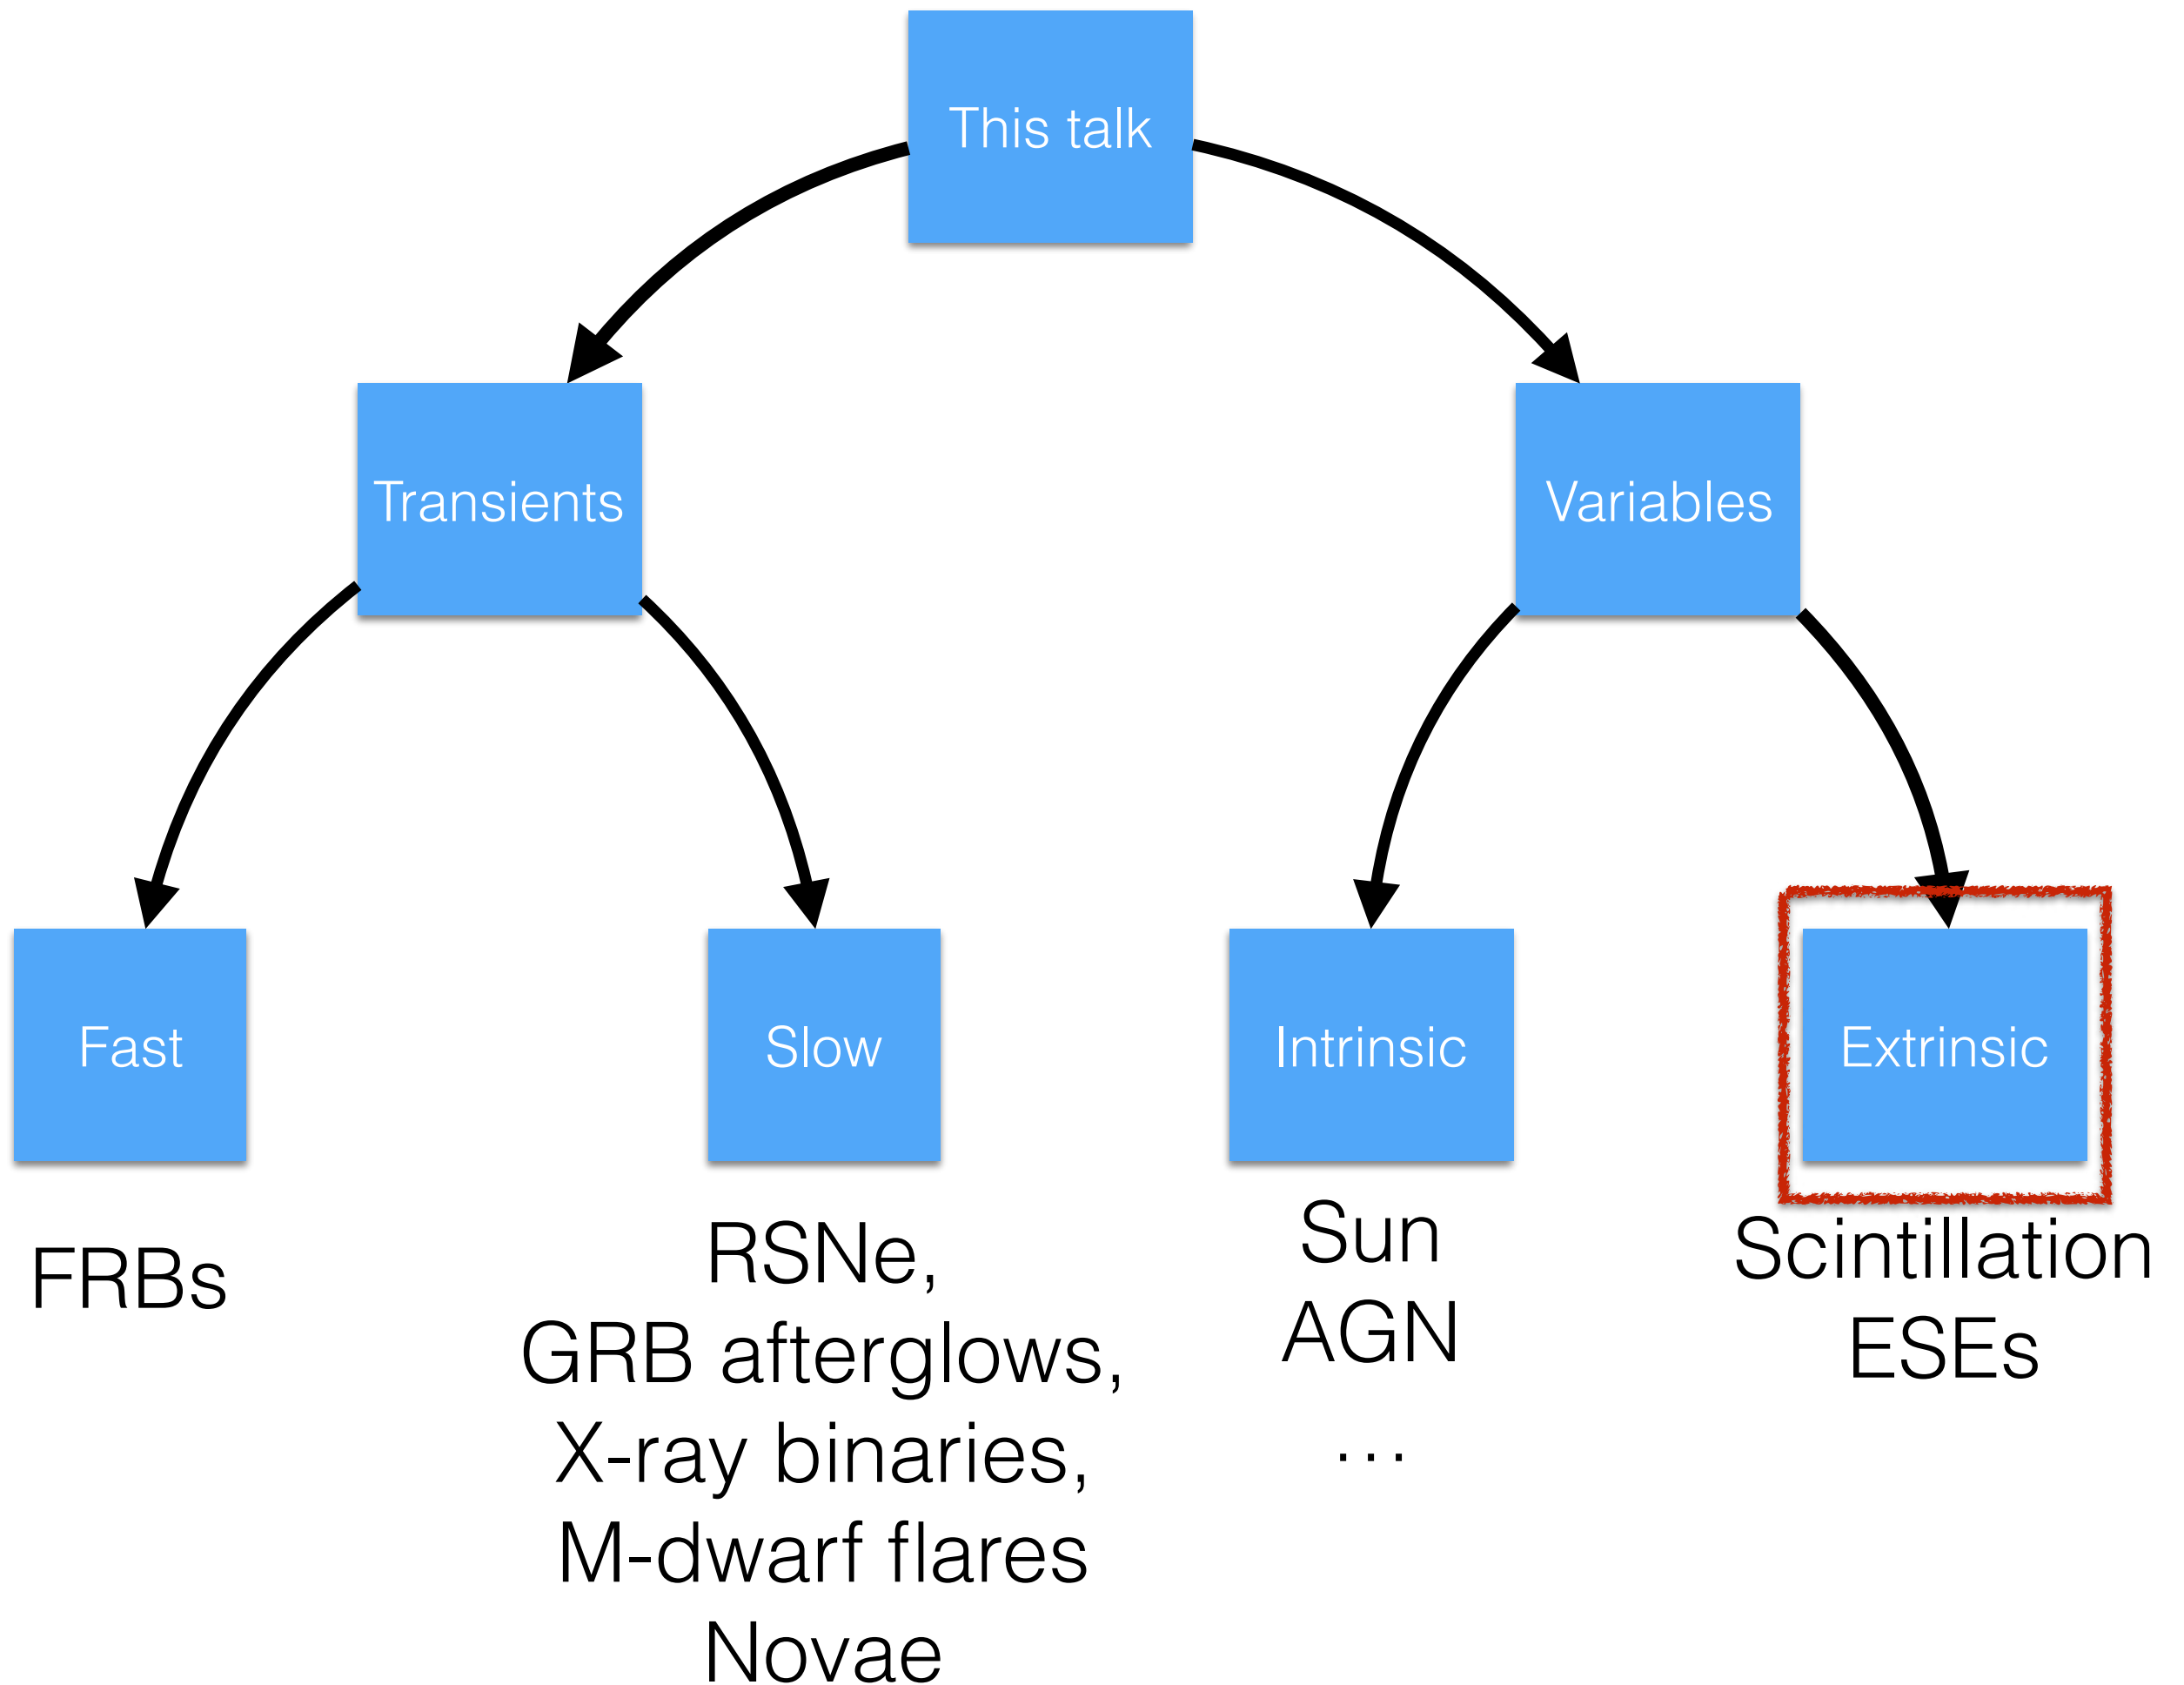 This talk
Transients
Variables
Fast
Slow
Intrinsic
Extrinsic
FRBs
RSNe,
GRB afterglows,
X-ray binaries,
M-dwarf flares
Novae
Sun
AGN
...
Scintillation
ESEs